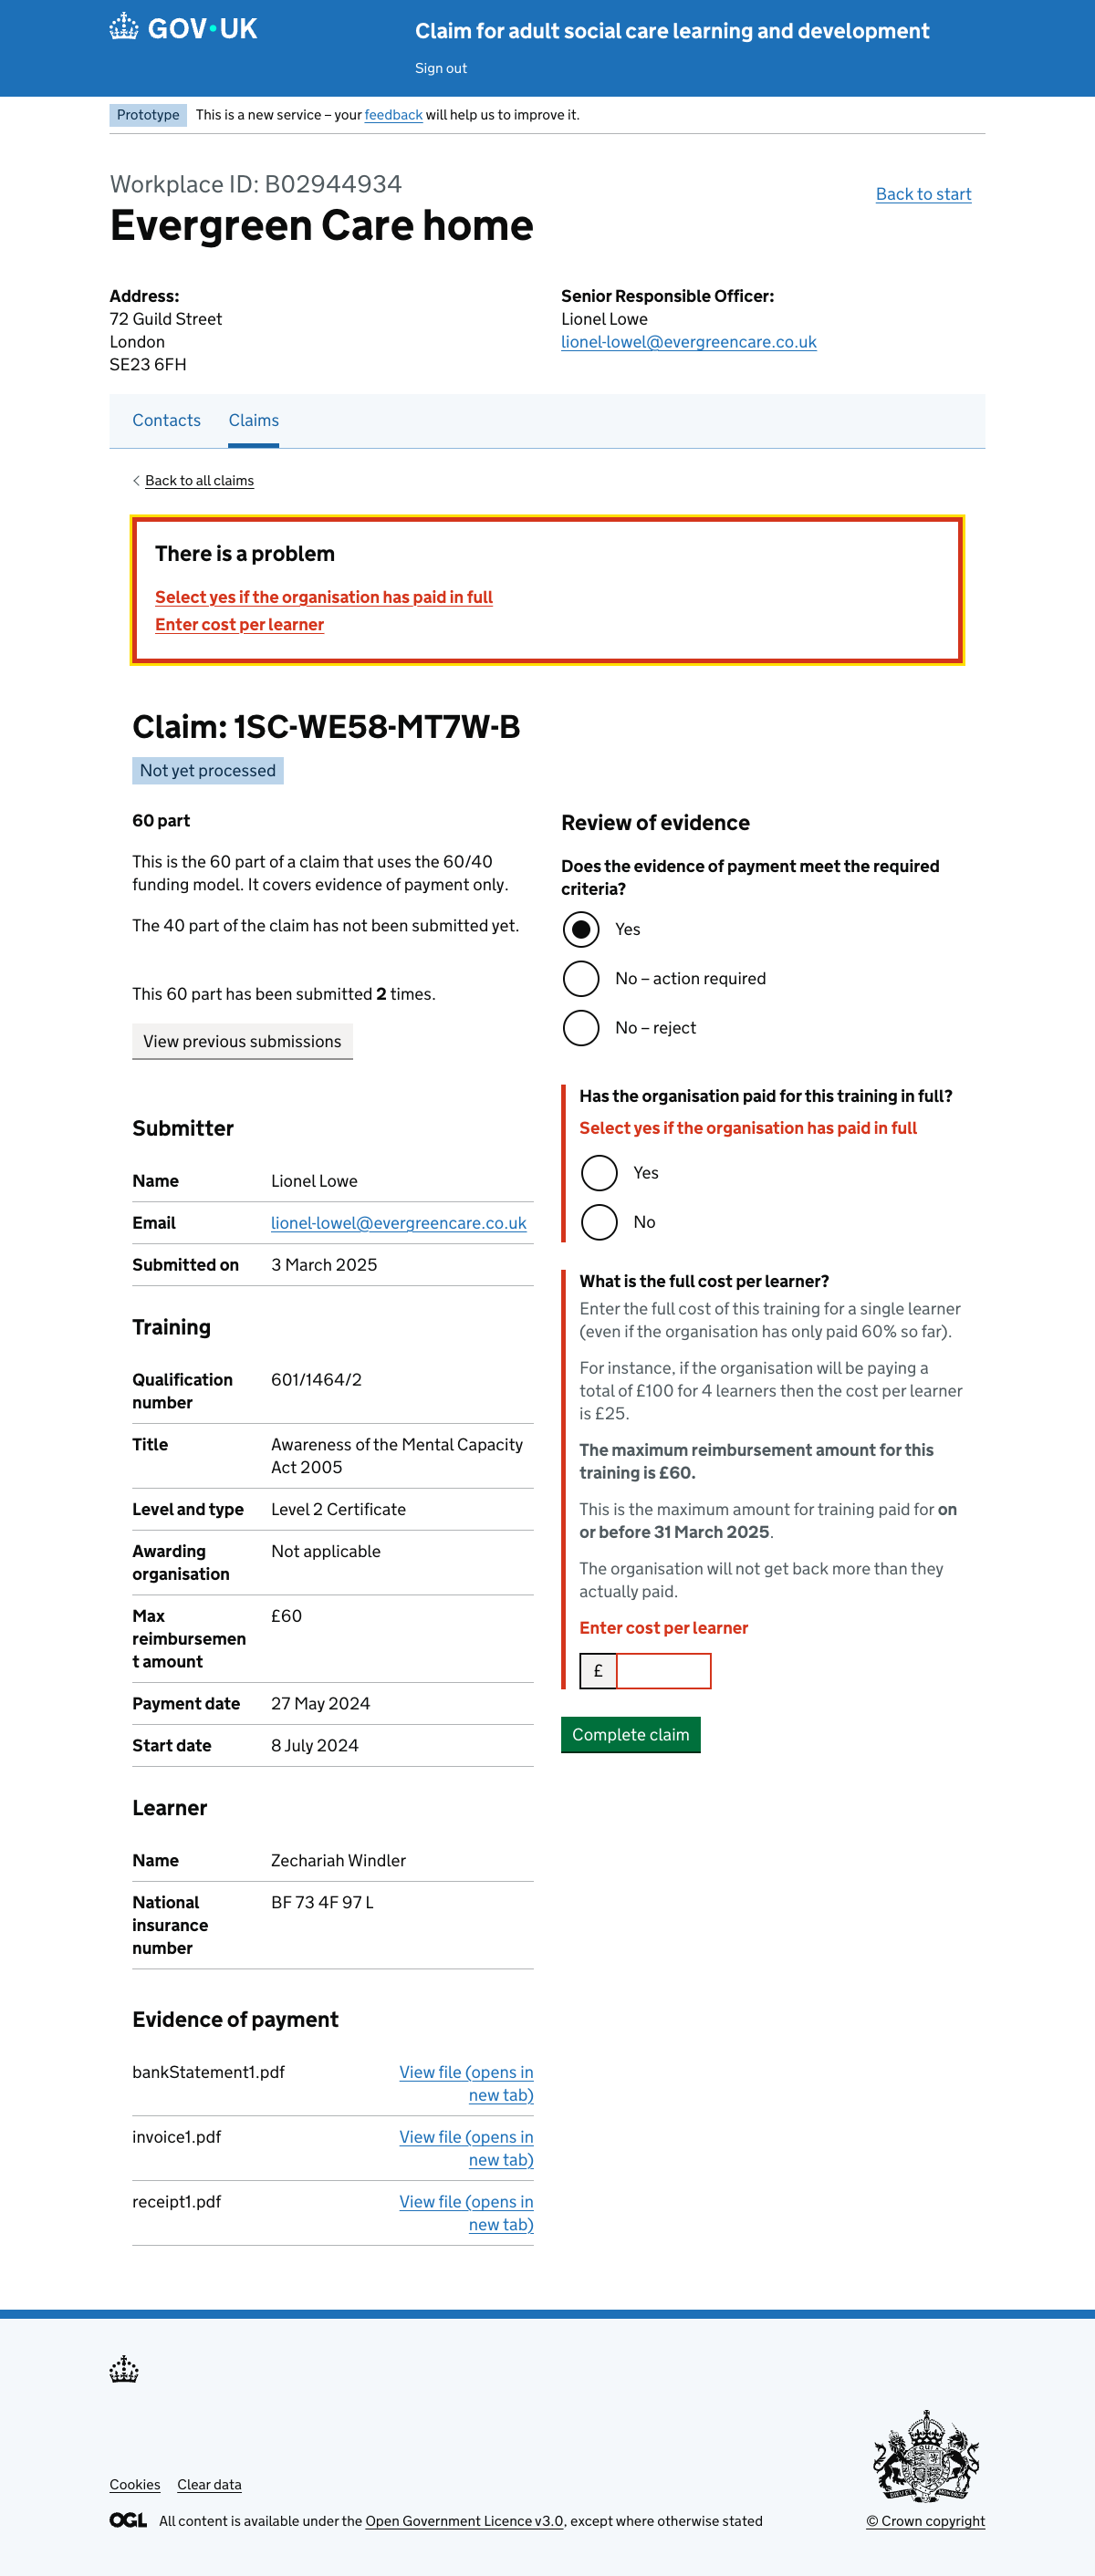 GOV·UK
Claim for adult social care learning and development
Sign out
Prototype
This is a new service – your feedback will help us to improve it.
Workplace ID: B02944934
Back to start
Evergreen Care home
Address:
72 Guild Street
London
SE23 6FH
Senior Responsible Officer:
Lionel Lowe
lionel-lowel@evergreencare.co.uk
Contacts
Claims
Back to all claims
There is a problem
Select yes if the organisation has paid in full
Enter cost per learner
Claim: 1SC-WE58-MT7W-B
Not yet processed
60 part
This is the 60 part of a claim that uses the 60/40
funding model. It covers evidence of payment only.
The 40 part of the claim has not been submitted yet.
This 60 part has been submitted 2 times.
View previous submissions
Submitter
Name Lionel Lowe
Email lionel-lowel@evergreencare.co.uk
Submitted on 3 March 2025
Training
Qualification 601/1464/2
number
Title Awareness of the Mental Capacity
Act 2005
Level and type Level 2 Certificate
Awarding Not applicable
organisation
Max £60
reimbursemen
t amount
Payment date 27 May 2024
Start date 8 July 2024
Learner
Name Zechariah Windler
National BF 73 4F 97 L
insurance
number
Evidence of payment
bankStatement1.pdf View file (opens in
new tab)
invoice1.pdf View file (opens in
new tab)
receipt1.pdf View file (opens in
new tab)
Review of evidence
Does the evidence of payment meet the required
criteria?
Yes
No – action required
No – reject
Has the organisation paid for this training in full?
Select yes if the organisation has paid in full
Yes
No
What is the full cost per learner?
Enter the full cost of this training for a single learner
(even if the organisation has only paid 60% so far).
For instance, if the organisation will be paying a
total of £100 for 4 learners then the cost per learner
is £25.
The maximum reimbursement amount for this
training is £60.
This is the maximum amount for training paid for on
or before 31 March 2025.
The organisation will not get back more than they
actually paid.
Enter cost per learner
£
Complete claim
Cookies
Clear data
OGL
All content is available under the Open Government Licence v3.0, except where otherwise stated
© Crown copyright